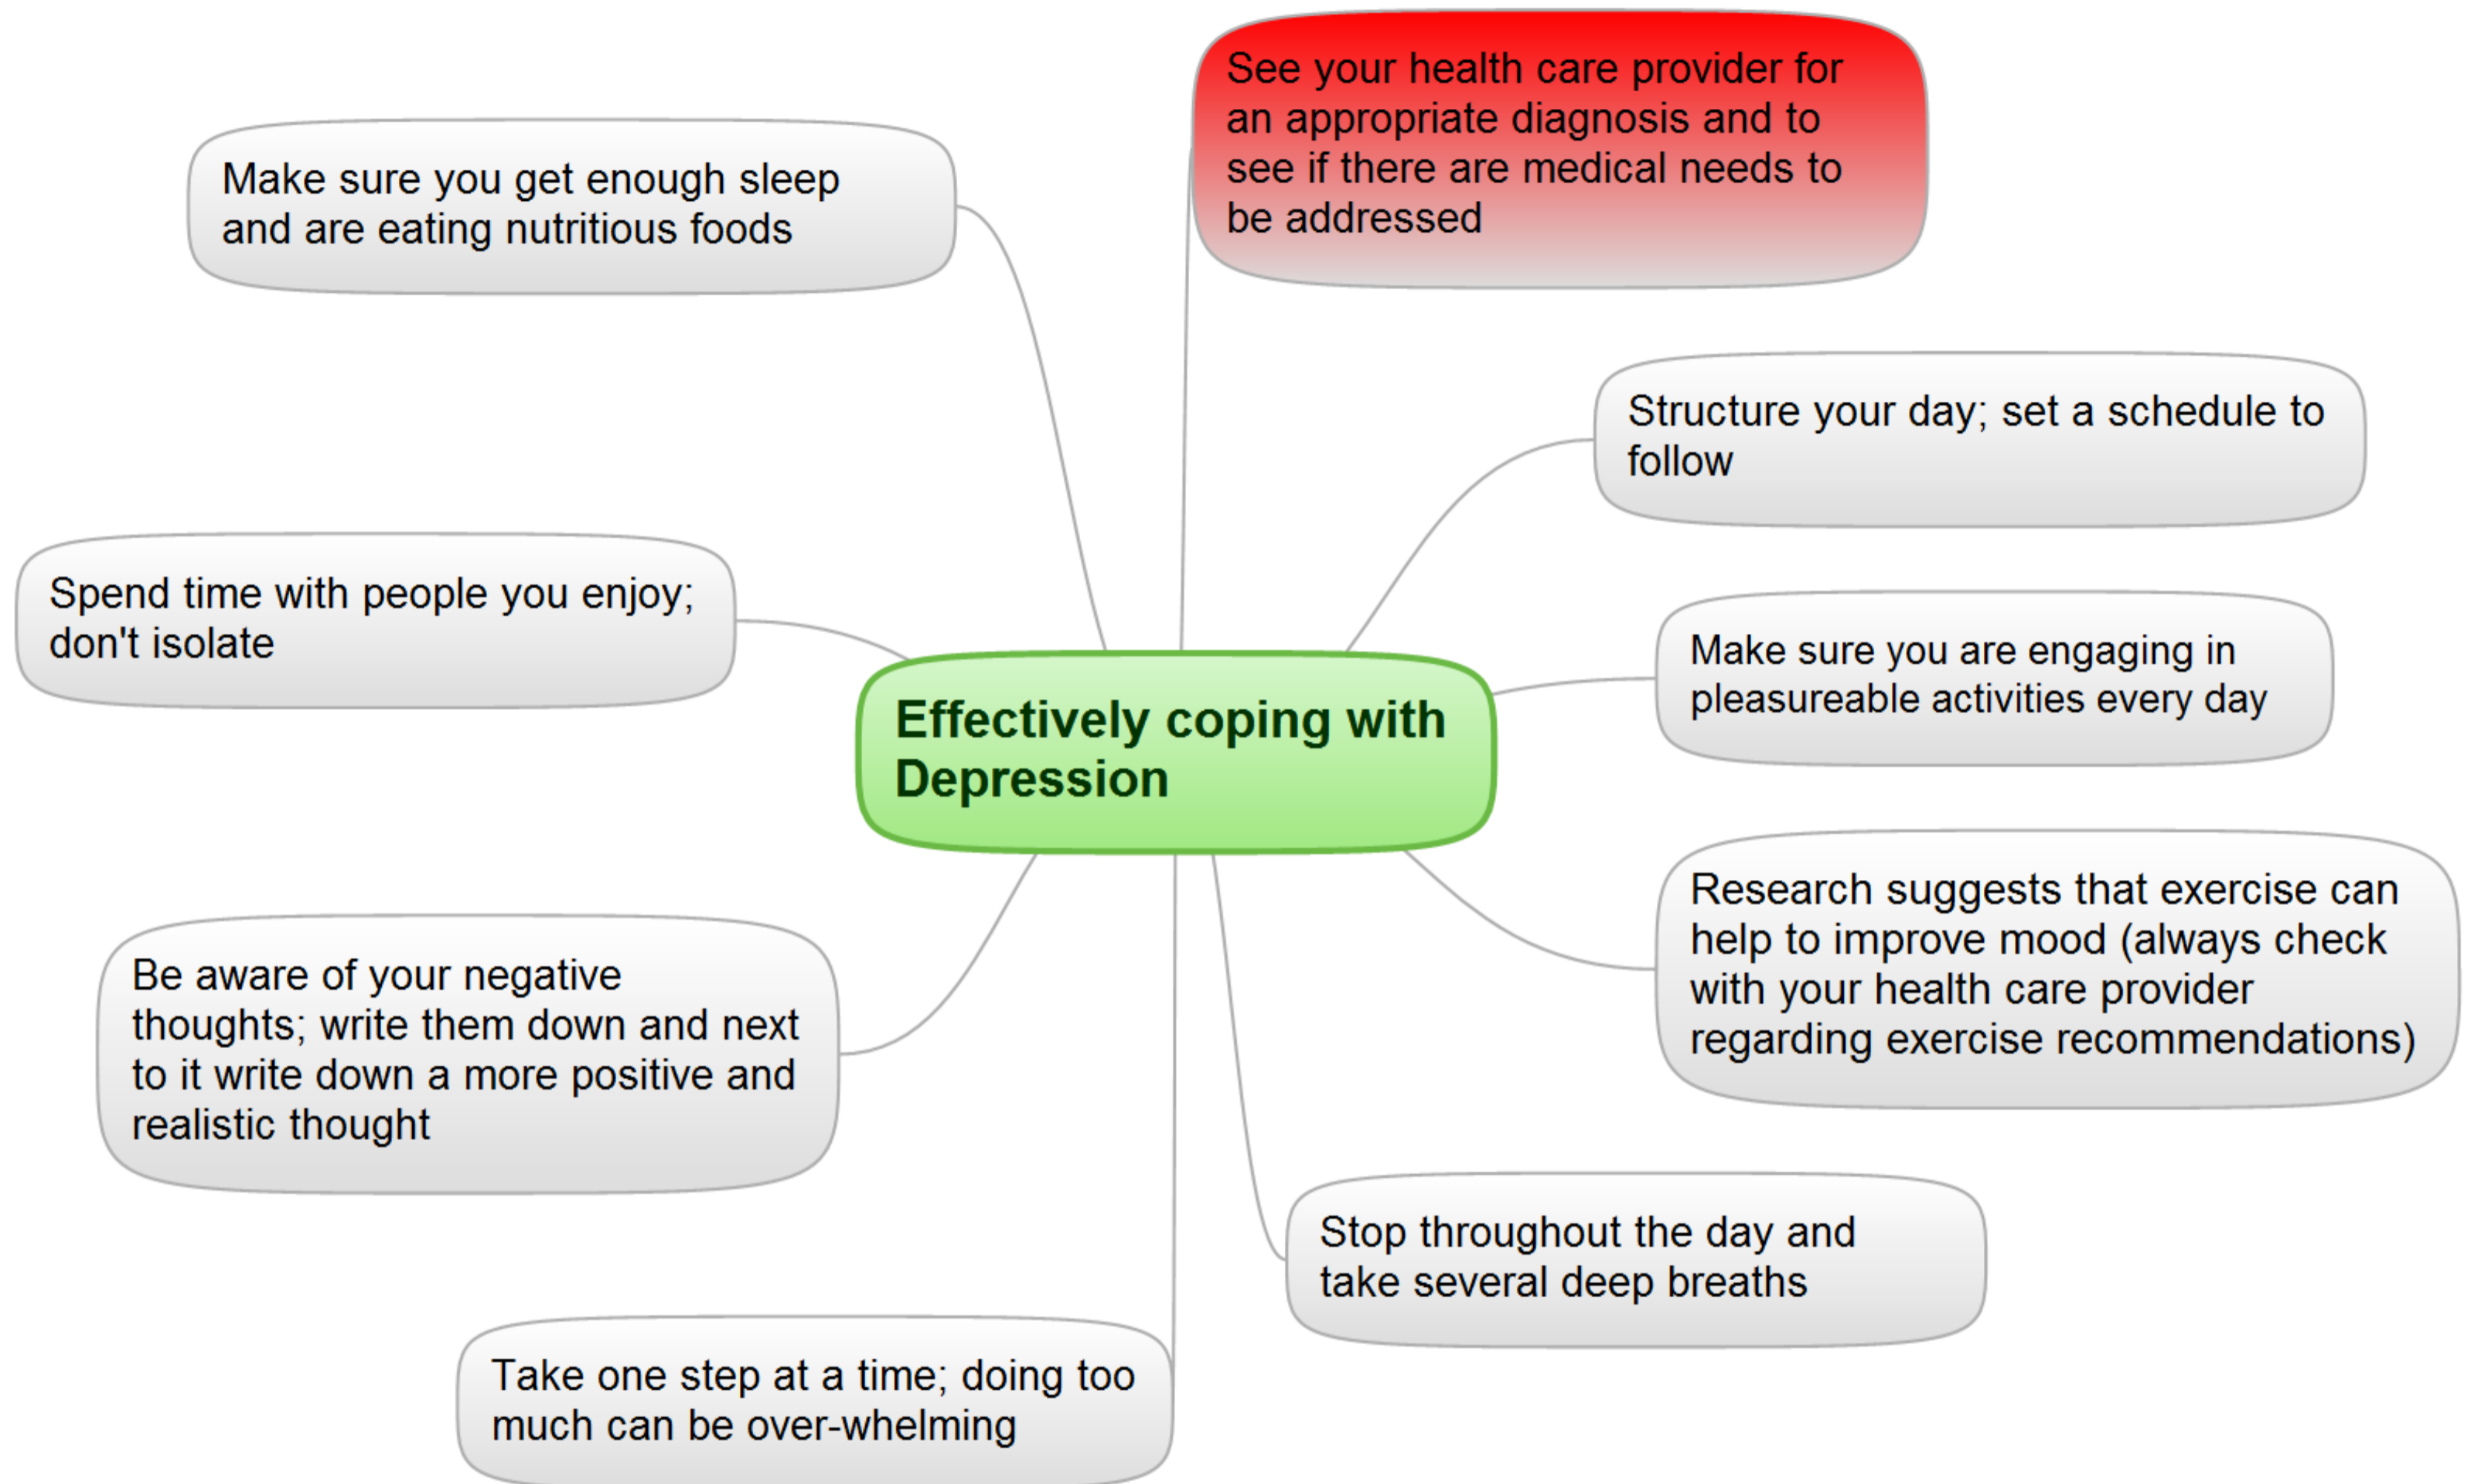 See your health care provider for
an appropriate diagnosis and to
see if there are medical needs to
be addressed
Make sure you get enough sleep
and are eating nutritious foods
Structure your day; set a schedule to
follow
Spend time with people you enjoy;
don't isolate
Make sure you are engaging in
pleasureable activities every day
Effectively coping with
Depression
Research suggests that exercise can
help to improve mood (always check
with your health care provider
regarding exercise recommendations)
Be aware of your negative
thoughts; write them down and next
to it write down a more positive and
realistic thought
Stop throughout the day and
take several deep breaths
Take one step at a time; doing too
much can be over-whelming